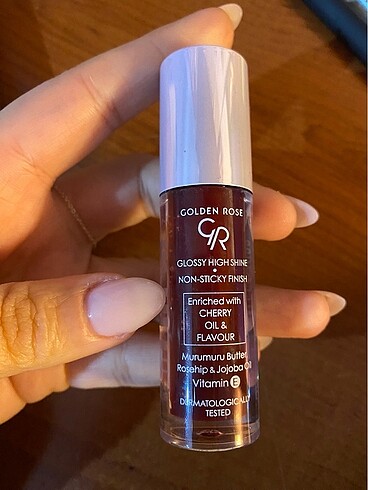 GOLDEN ROSE
GR
GLOSSY HIGH SHINE
•
NON-STICKY FINISH
Enriched with
CHERRY
OIL &
FLAVOUR
Murumuru Butter
Rosehip & Jojoba Oil
Vitamin E
DERMATOLOGICALLY
TESTED